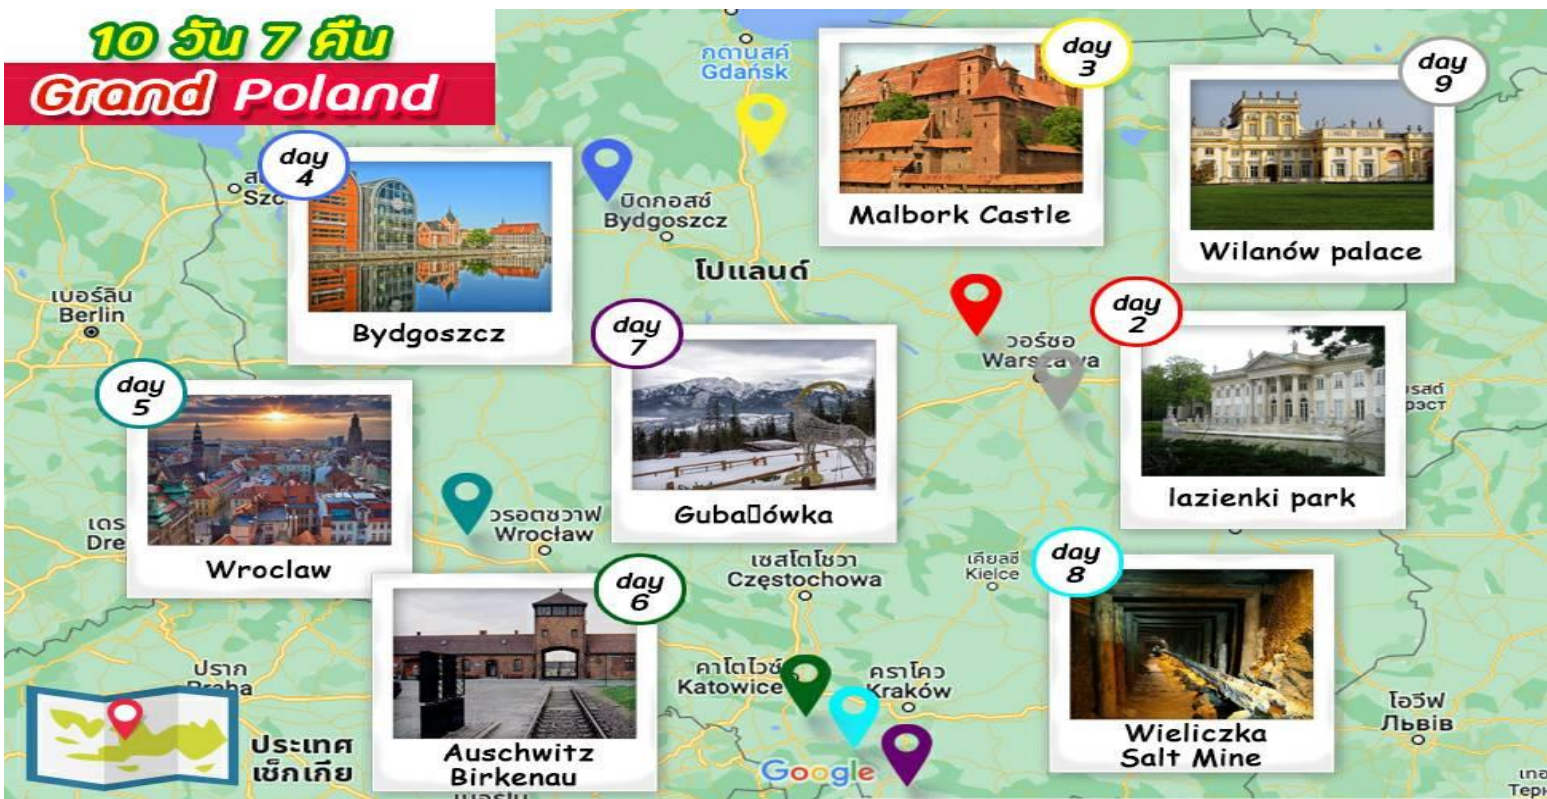 10 วัน 7 คืน
Grand Poland
กดานสค์
Gdańsk
day
3
Malbork Castle
day
9
Wilanów palace
day
4
Bydgoszcz
บิดกอสซ์
Bydgoszcz
โปแลนด์
เบอร์ลิน
Berlin
day
7
Guba▯ówka
วอร์ซอ
Warszawa
day
2
lazienki park
day
5
Wroclaw
วรอตซวาฟ
Wrocław
เชสโตโชวา
Częstochowa
เคียลซี
Kielce
day
6
Auschwitz
Birkenau
day
8
Wieliczka
Salt Mine
คาโตไวซ์
Katowice
คราโคว
Kraków
ปราก
Praha
ประเทศ
เช็กเกีย
โอวีฟ
Львів
Google